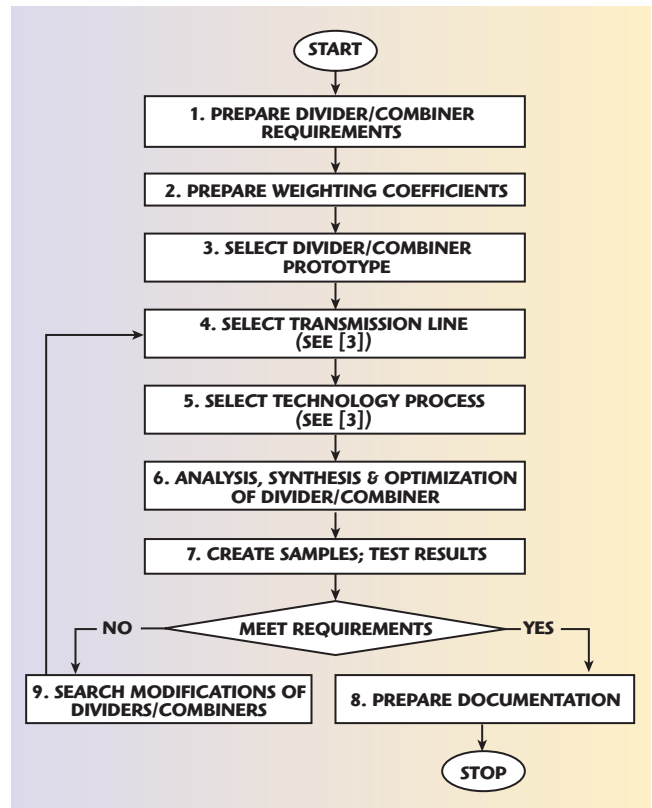 START
1. PREPARE DIVIDER/COMBINER
REQUIREMENTS
2. PREPARE WEIGHTING COEFFICIENTS
3. SELECT DIVIDER/COMBINER
PROTOTYPE
4. SELECT TRANSMISSION LINE
(SEE [3])
5. SELECT TECHNOLOGY PROCESS
(SEE [3])
6. ANALYSIS, SYNTHESIS & OPTIMIZATION
OF DIVIDER/COMBINER
7. CREATE SAMPLES; TEST RESULTS
NO
MEET REQUIREMENTS
YES
9. SEARCH MODIFICATIONS OF
DIVIDERS/COMBINERS
8. PREPARE DOCUMENTATION
STOP